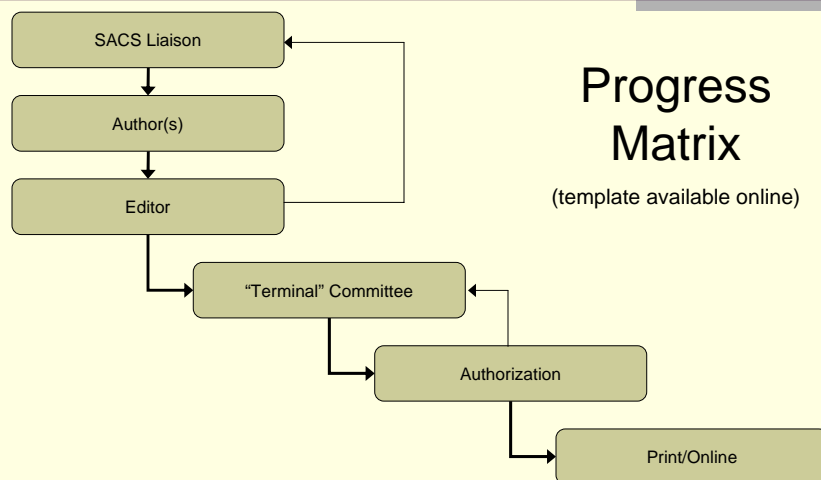 SACS Liaison
Progress
Matrix
(template available online)
Author(s)
Editor
“Terminal” Committee
Authorization
Print/Online